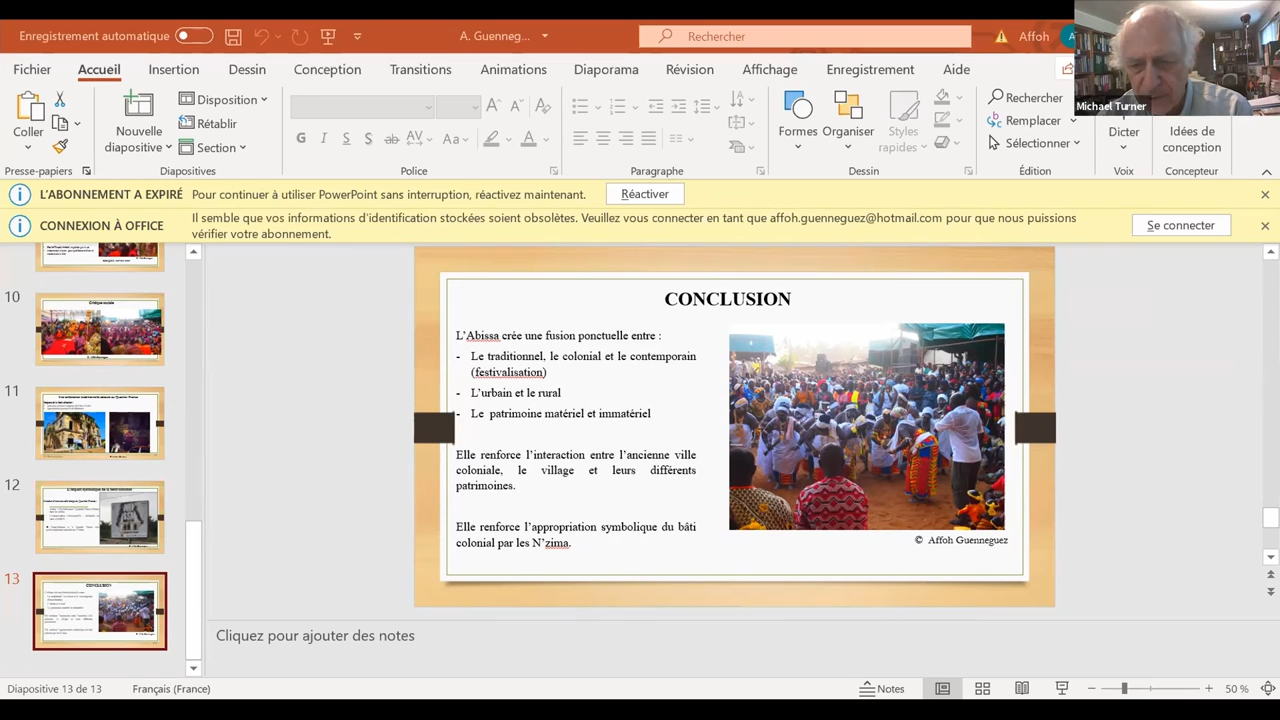 Enregistrement automatique
A. Guenneg...
Rechercher
Affoh
A
Fichier
Accueil
Insertion
Dessin
Conception
Transitions
Animations
Diaporama
Révision
Affichage
Enregistrement
Aide
Michael Turner
Coller
Nouvelle
diapositive
Disposition
Rétablir
Section
G I S ab AV Aa A
Formes
Organiser
Styles
rapides
Rechercher
Remplacer
Sélectionner
Dicter
Idées de
conception
Presse-papiers
Diapositives
Police
Paragraphe
Dessin
Édition
Voix
Concepteur
L'ABONNEMENT A EXPIRÉ Pour continuer à utiliser PowerPoint sans interruption, réactivez maintenant. Réactiver
CONNEXION À OFFICE
Il semble que vos informations d'identification stockées soient obsolètes. Veuillez vous connecter en tant que affoh.guenneguez@hotmail.com pour que nous puissions
vérifier votre abonnement.
Se connecter
10
Critique sociale
11
12
13
CONCLUSION
CONCLUSION
L'Abissa crée une fusion ponctuelle entre :
- Le traditionnel, le colonial et le contemporain
(festivalisation)
- L'urbain et le rural
- Le patrimoine matériel et immatériel
Elle renforce l'interaction entre l'ancienne ville
coloniale, le village et leurs différents
patrimoines.
Elle renforce l'appropriation symbolique du bâti
colonial par les N'zima.
© Affoh Guenneguez
Cliquez pour ajouter des notes
Diapositive 13 de 13
Français (France)
Notes
50 %